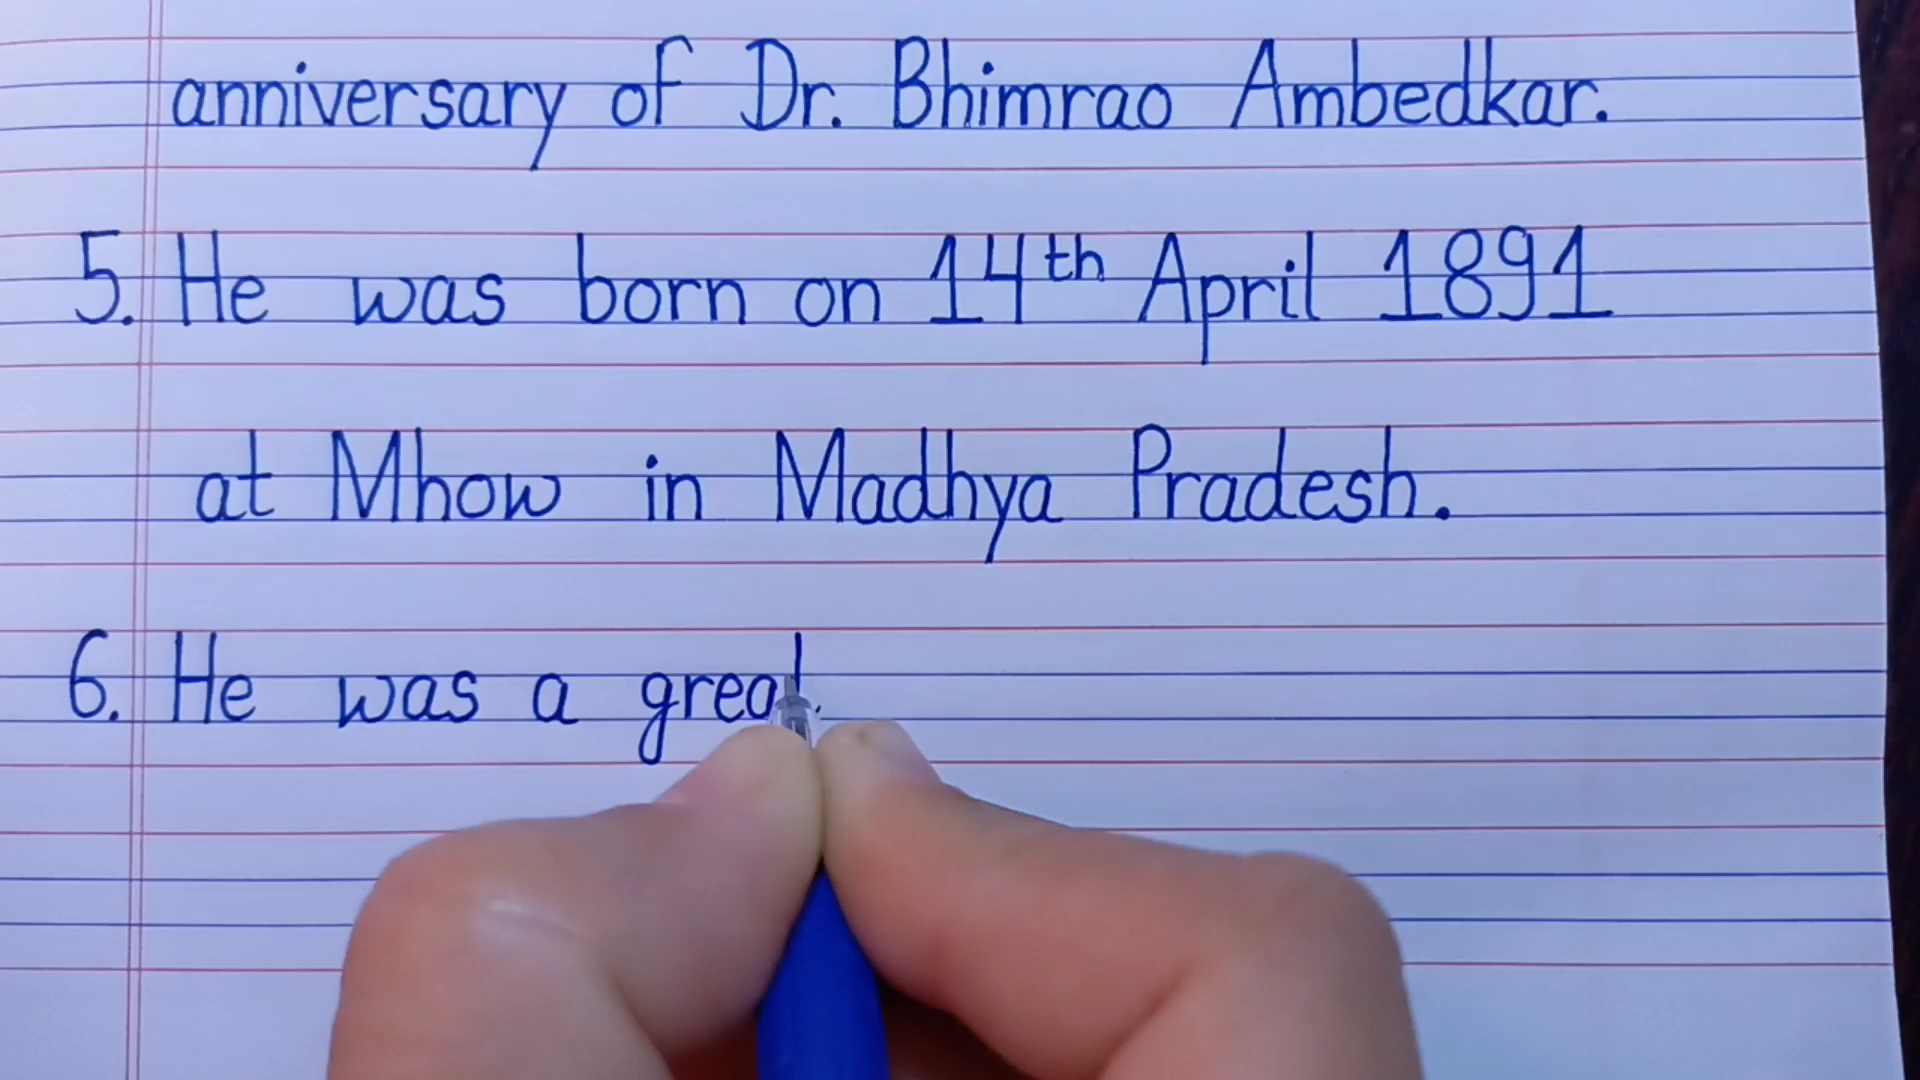 anniversary of Dr. Bhimrao Ambedkar.
5. He was born on 14th April 1891
at Mhow in Madhya Pradesh.
6. He was a great